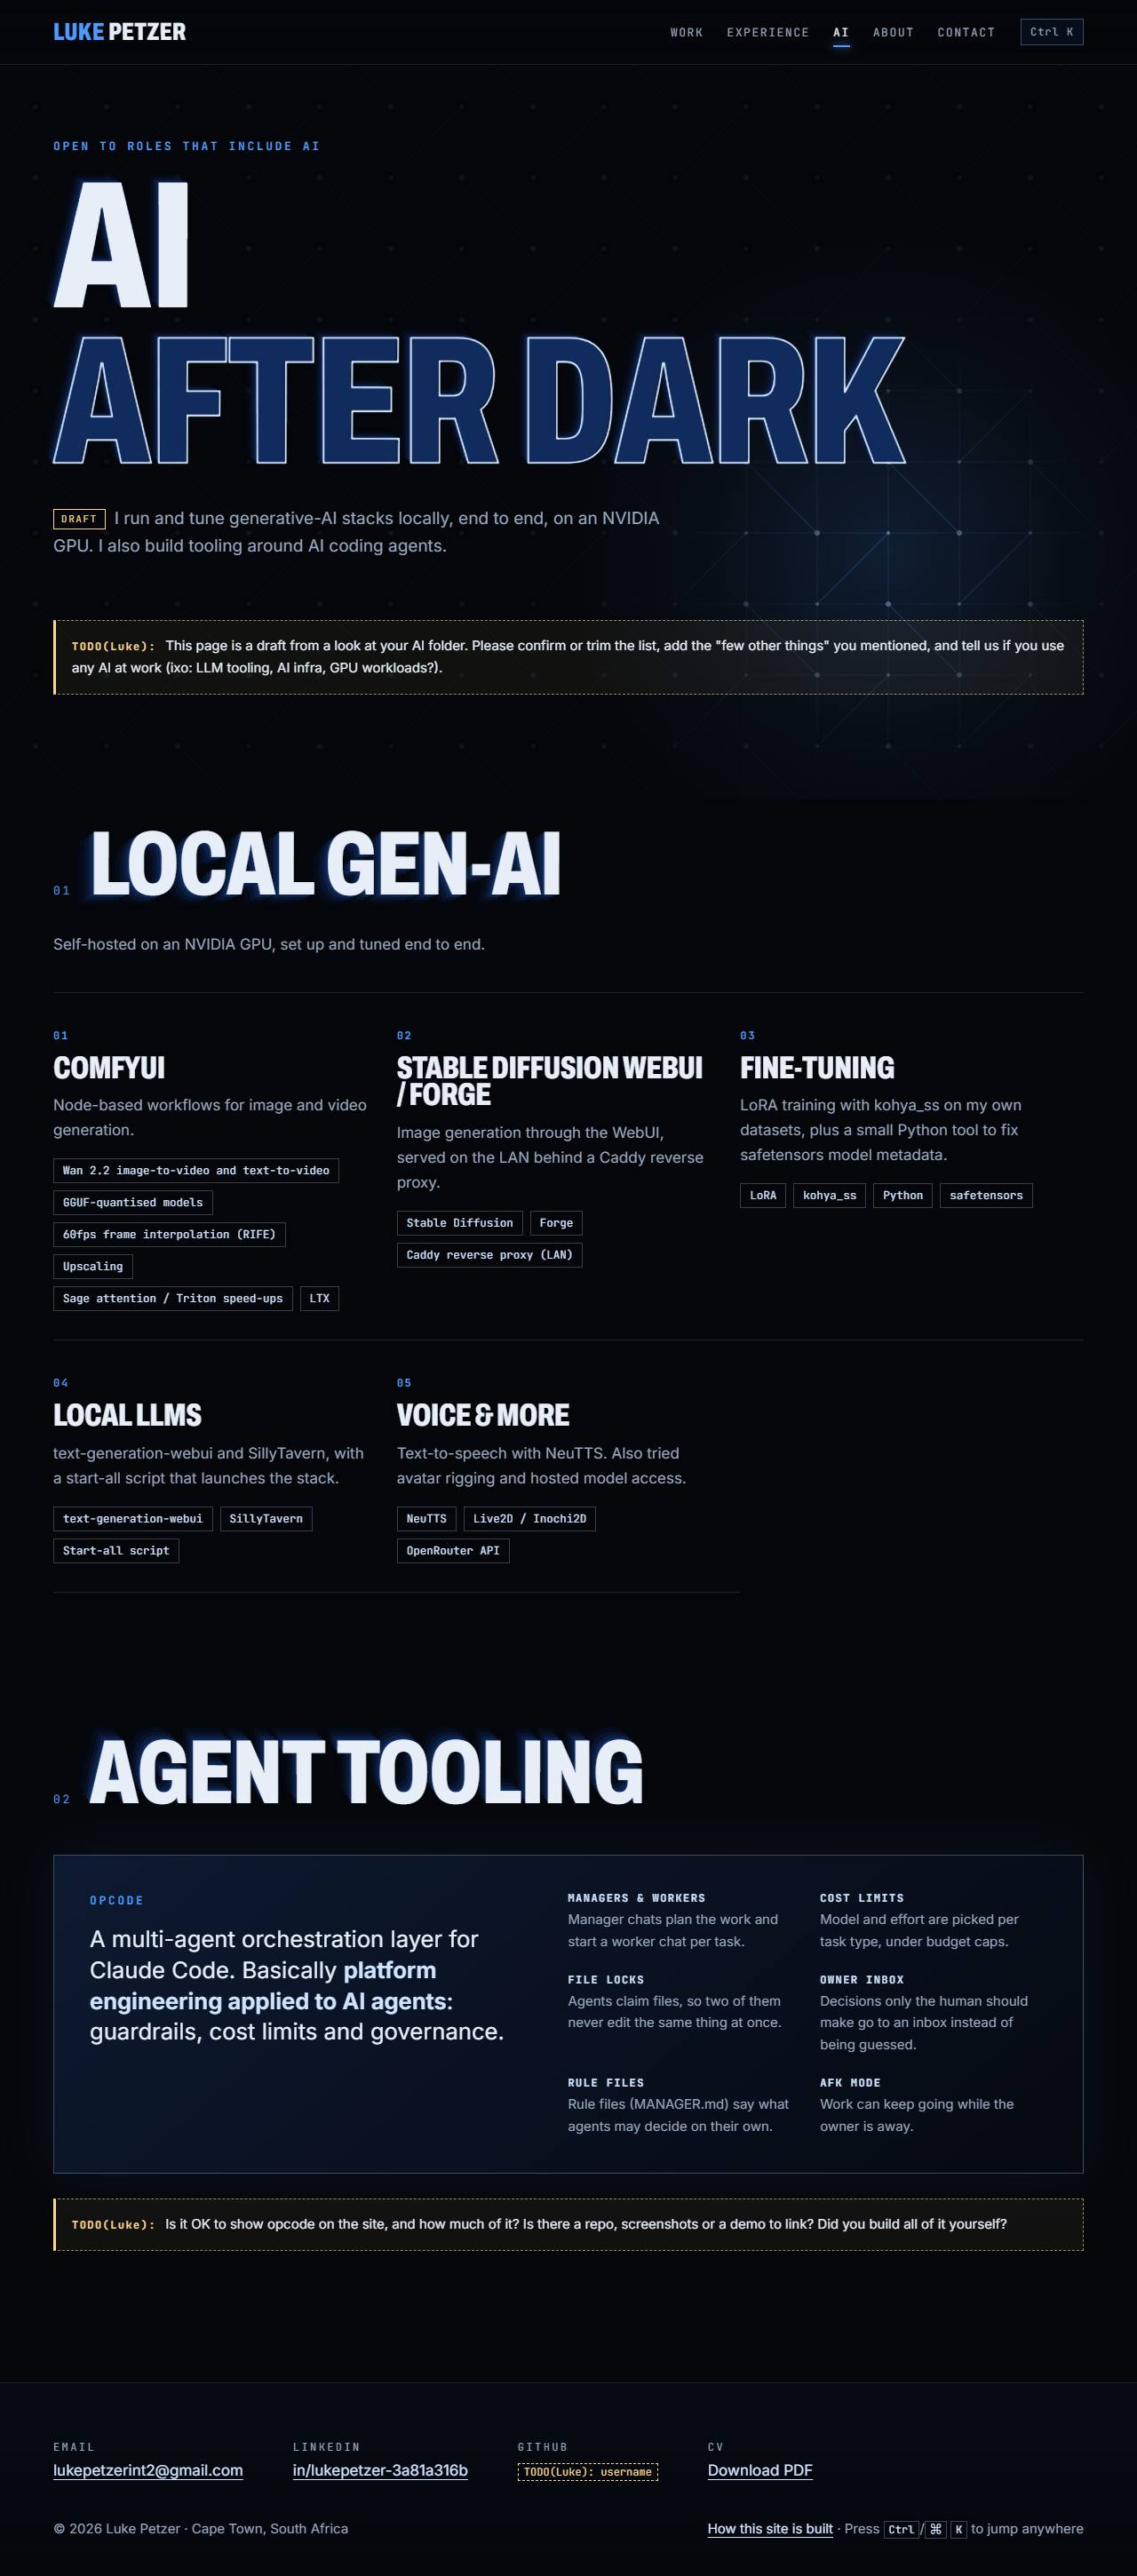 LUKE PETZER
WORK EXPERIENCE AI ABOUT CONTACT Ctrl K
OPEN TO ROLES THAT INCLUDE AI
AI
AFTER DARK
DRAFT I run and tune generative-AI stacks locally, end to end, on an NVIDIA
GPU. I also build tooling around AI coding agents.
TODO(Luke): This page is a draft from a look at your AI folder. Please confirm or trim the list, add the "few other things" you mentioned, and tell us if you use
any AI at work (ixo: LLM tooling, AI infra, GPU workloads?).
01 LOCAL GEN-AI
Self-hosted on an NVIDIA GPU, set up and tuned end to end.
01
COMFYUI
Node-based workflows for image and video
generation.
Wan 2.2 image-to-video and text-to-video
GGUF-quantised models
60fps frame interpolation (RIFE)
Upscaling
Sage attention / Triton speed-ups LTX
02
STABLE DIFFUSION WEBUI
/ FORGE
Image generation through the WebUI,
served on the LAN behind a Caddy reverse
proxy.
Stable Diffusion Forge
Caddy reverse proxy (LAN)
03
FINE-TUNING
LoRA training with kohya_ss on my own
datasets, plus a small Python tool to fix
safetensors model metadata.
LoRA kohya_ss Python safetensors
04
LOCAL LLMS
text-generation-webui and SillyTavern, with
a start-all script that launches the stack.
text-generation-webui SillyTavern
Start-all script
05
VOICE & MORE
Text-to-speech with NeuTTS. Also tried
avatar rigging and hosted model access.
NeuTTS Live2D / Inochi2D
OpenRouter API
02 AGENT TOOLING
OPCODE
A multi-agent orchestration layer for
Claude Code. Basically platform
engineering applied to AI agents:
guardrails, cost limits and governance.
MANAGERS & WORKERS
Manager chats plan the work and
start a worker chat per task.
COST LIMITS
Model and effort are picked per
task type, under budget caps.
FILE LOCKS
Agents claim files, so two of them
never edit the same thing at once.
OWNER INBOX
Decisions only the human should
make go to an inbox instead of
being guessed.
RULE FILES
Rule files (MANAGER.md) say what
agents may decide on their own.
AFK MODE
Work can keep going while the
owner is away.
TODO(Luke): Is it OK to show opcode on the site, and how much of it? Is there a repo, screenshots or a demo to link? Did you build all of it yourself?
EMAIL
lukepetzerint2@gmail.com
LINKEDIN
in/lukepetzer-3a81a316b
GITHUB
TODO(Luke): username
CV
Download PDF
© 2026 Luke Petzer · Cape Town, South Africa
How this site is built · Press Ctrl/⌘ K to jump anywhere